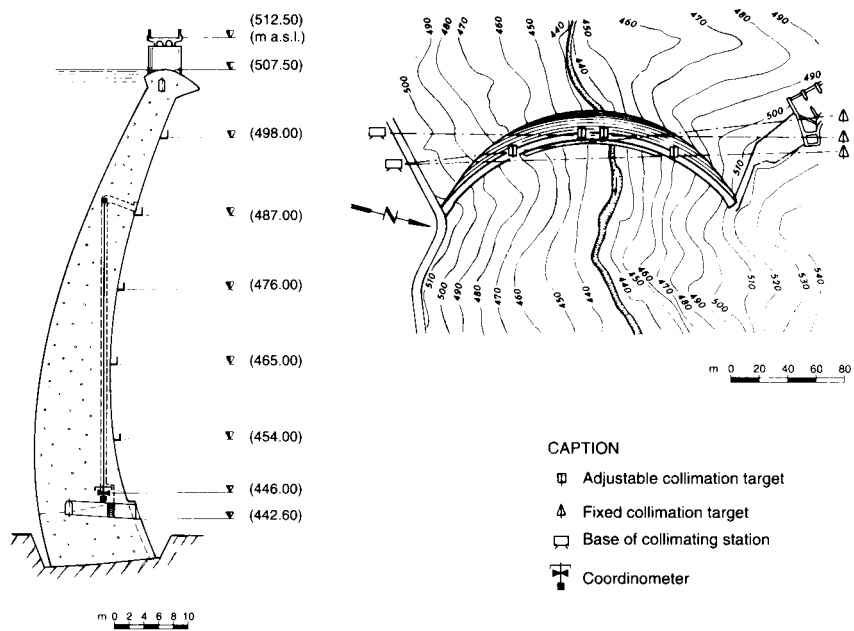 (512.50)
(m a.s.l.)
(507.50)
(498.00)
(487.00)
(476.00)
(465.00)
(454.00)
(446.00)
(442.60)
m 0 2 4 6 8 10
490 480 470 460 450 440 450 460 470 480 490
440
500
490
500
510
N
510 500 490 480 470 460 450 440
440 450 460 470 480 490 500 510 520 530 540
m 0 20 40 60 80
CAPTION
Adjustable collimation target
Fixed collimation target
Base of collimating station
Coordinometer